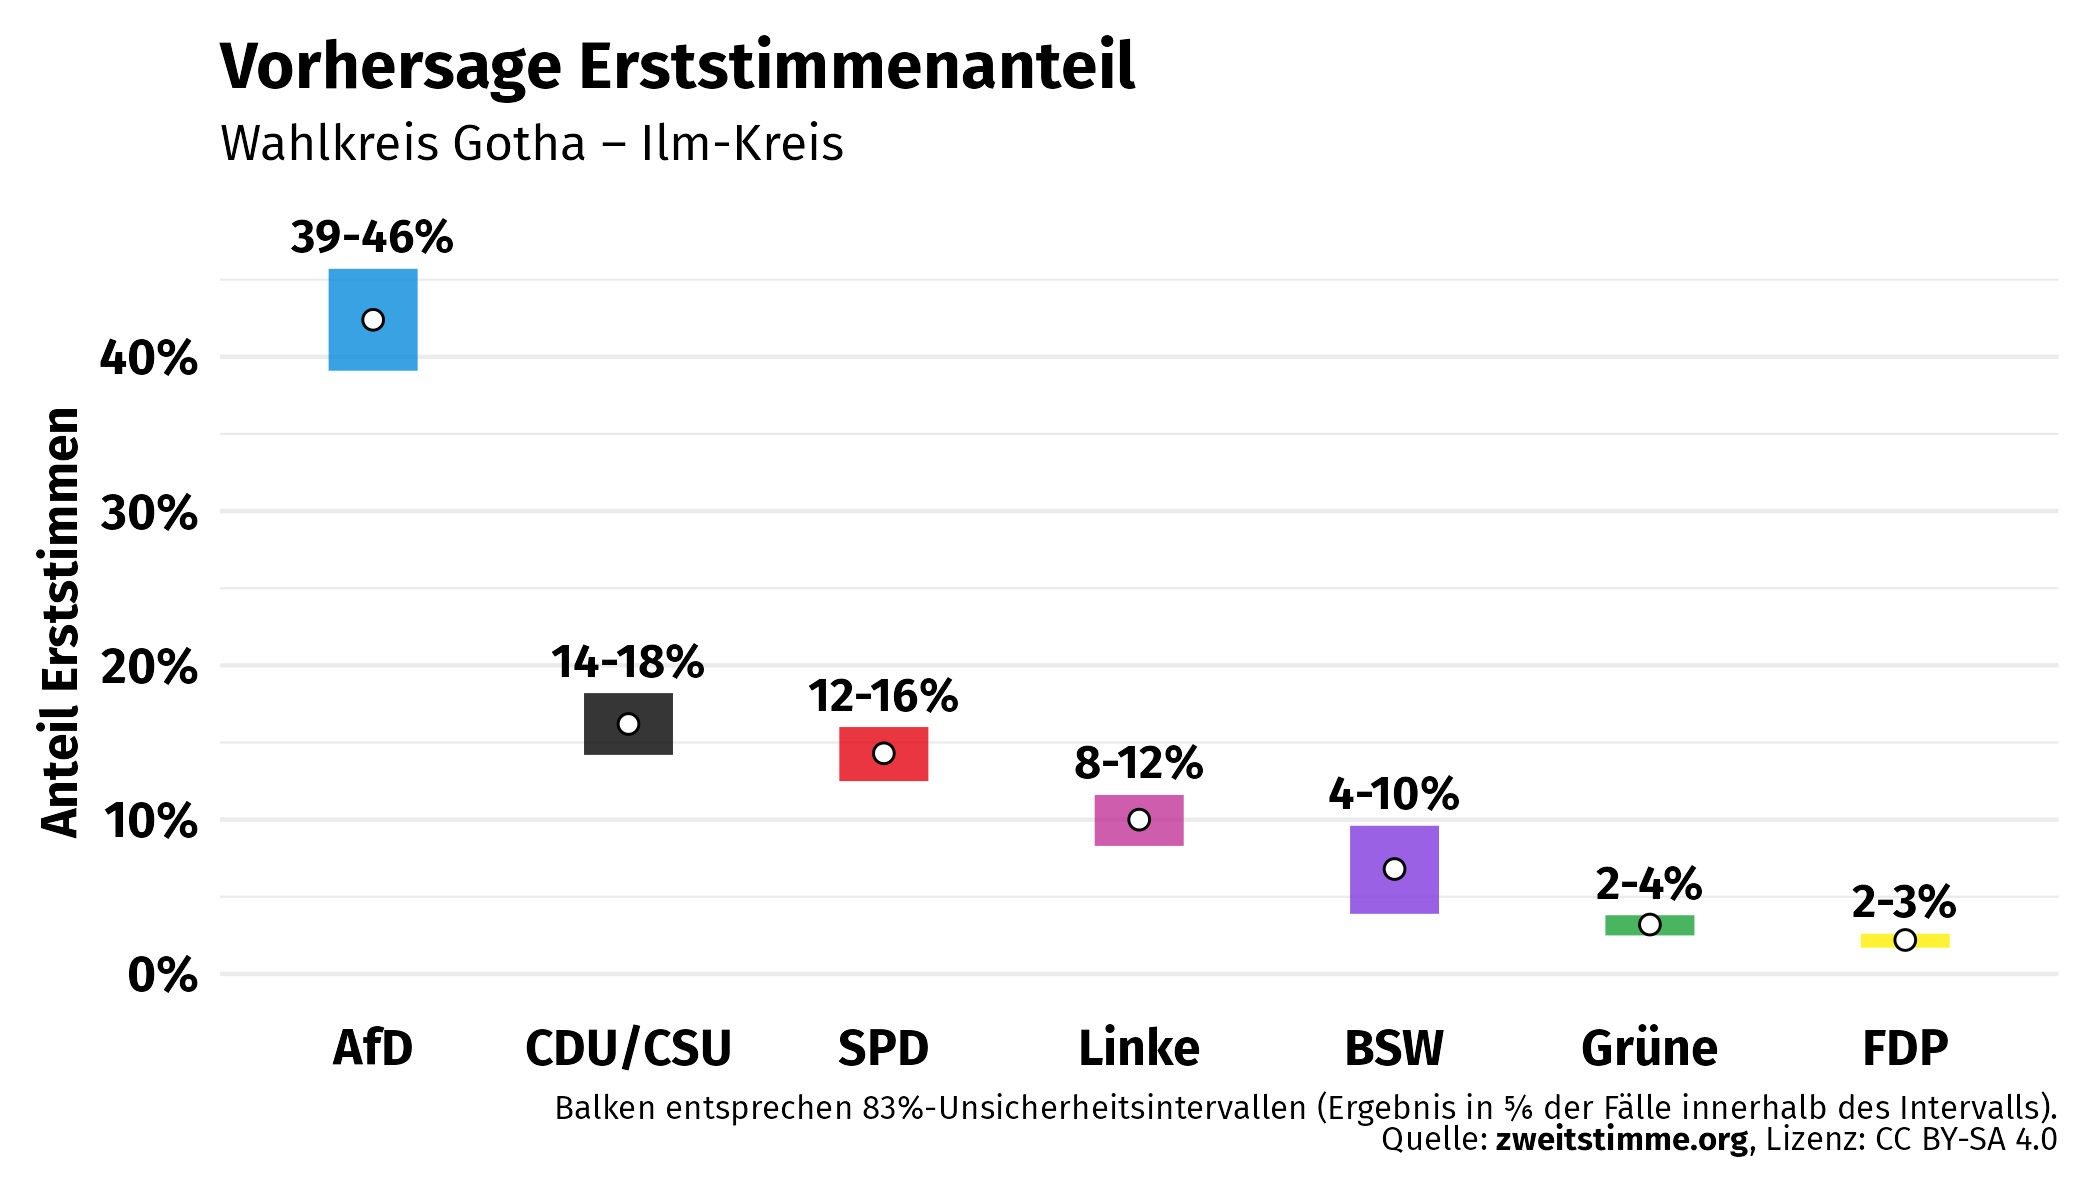 Vorhersage Erststimmenanteil
Wahlkreis Gotha – Ilm-Kreis
39-46%
40%
30%
14-18%
20%
12-16%
8-12%
4-10%
10%
2-4%
2-3%
0%
Anteil Erststimmen
AfD CDU/CSU SPD Linke BSW Grüne FDP
Balken entsprechen 83%-Unsicherheitsintervallen (Ergebnis in ⅚ der Fälle innerhalb des Intervalls).
Quelle: zweitstimme.org, Lizenz: CC BY-SA 4.0